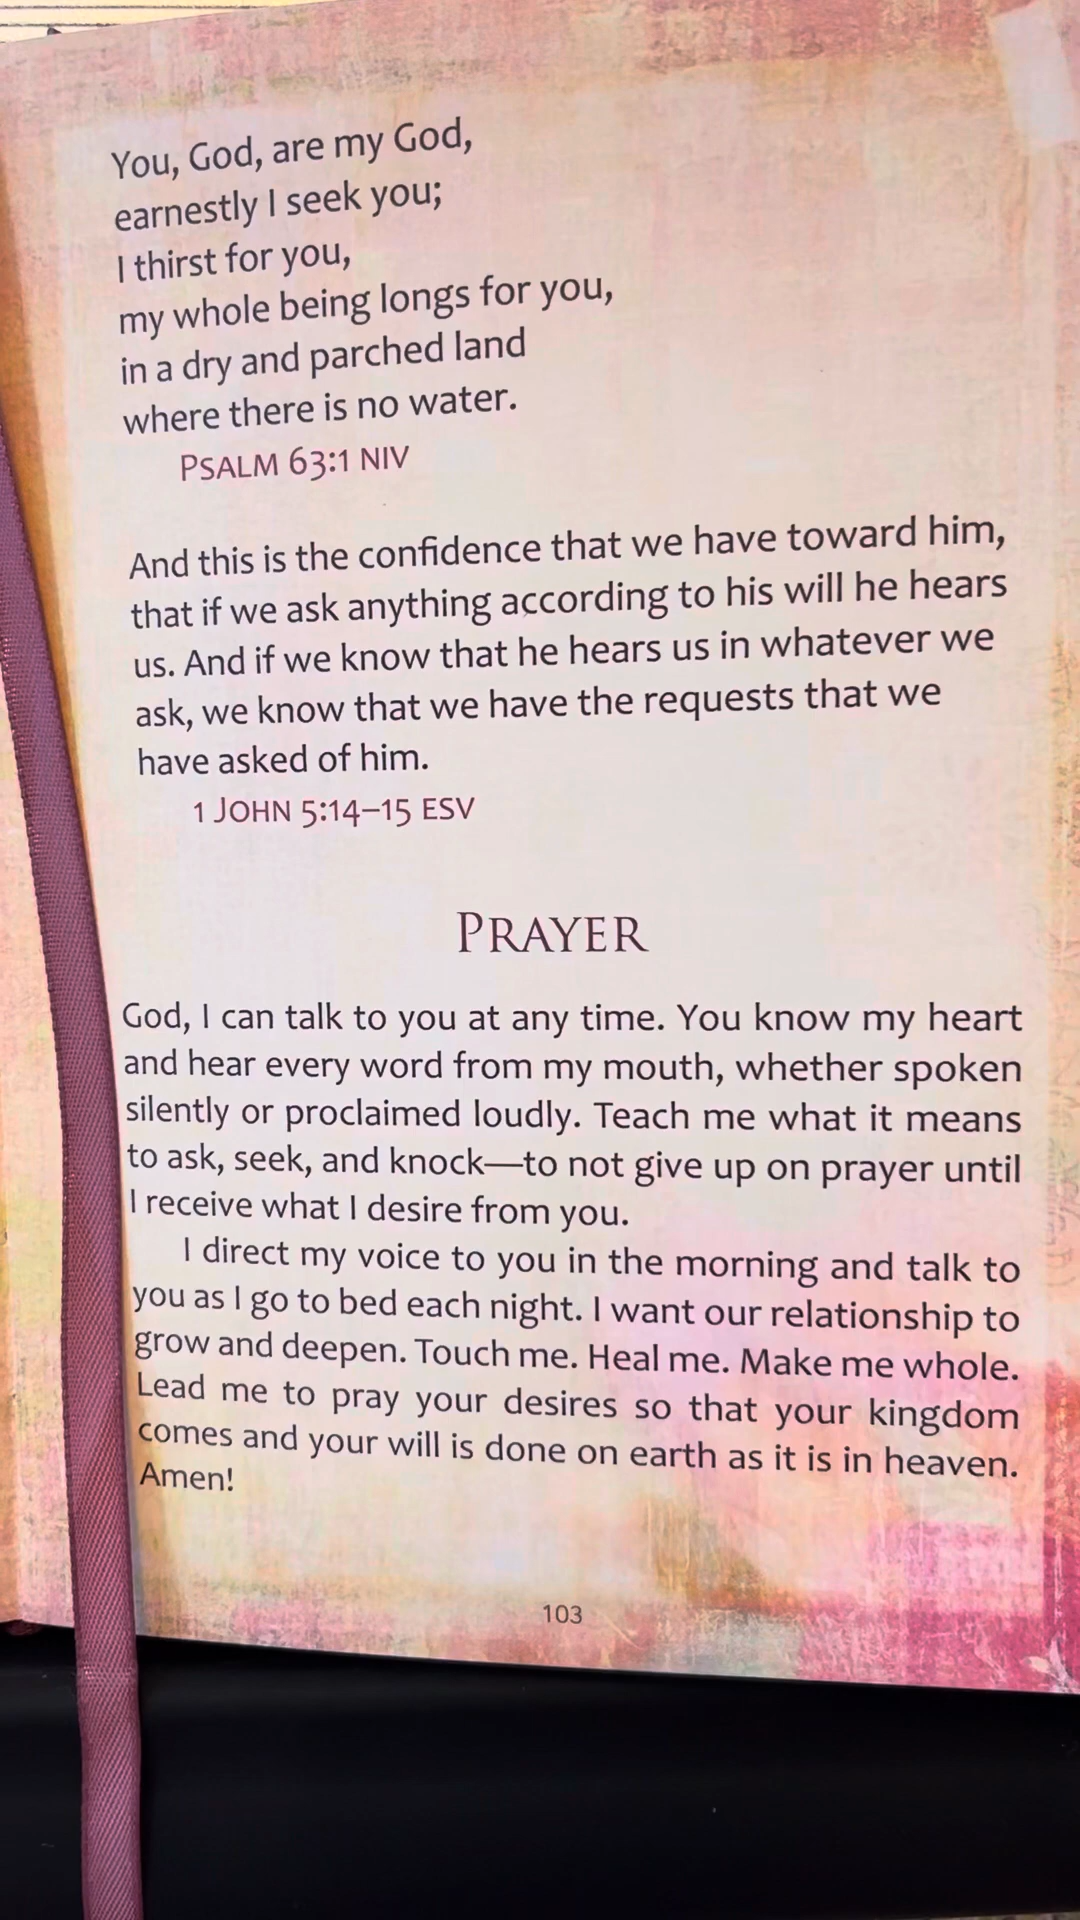 You, God, are my God,
earnestly I seek you;
I thirst for you,
my whole being longs for you,
in a dry and parched land
where there is no water.
PSALM 63:1 NIV
And this is the confidence that we have toward him,
that if we ask anything according to his will he hears
us. And if we know that he hears us in whatever we
ask, we know that we have the requests that we
have asked of him.
1 JOHN 5:14–15 ESV
PRAYER
God, I can talk to you at any time. You know my heart
and hear every word from my mouth, whether spoken
silently or proclaimed loudly. Teach me what it means
to ask, seek, and knock—to not give up on prayer until
I receive what I desire from you.
I direct my voice to you in the morning and talk to
you as I go to bed each night. I want our relationship to
grow and deepen. Touch me. Heal me. Make me whole.
Lead me to pray your desires so that your kingdom
comes and your will is done on earth as it is in heaven.
Amen!
103